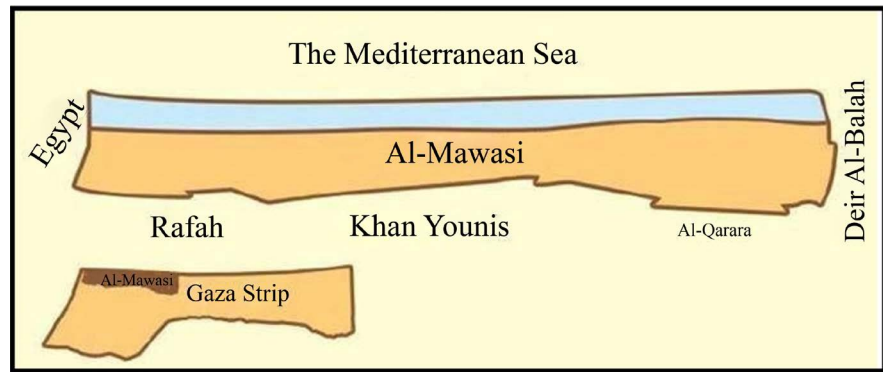 The Mediterranean Sea
Egypt
Al-Mawasi
Deir Al-Balah
Rafah
Khan Younis
Al-Qarara
Al-Mawasi
Gaza Strip